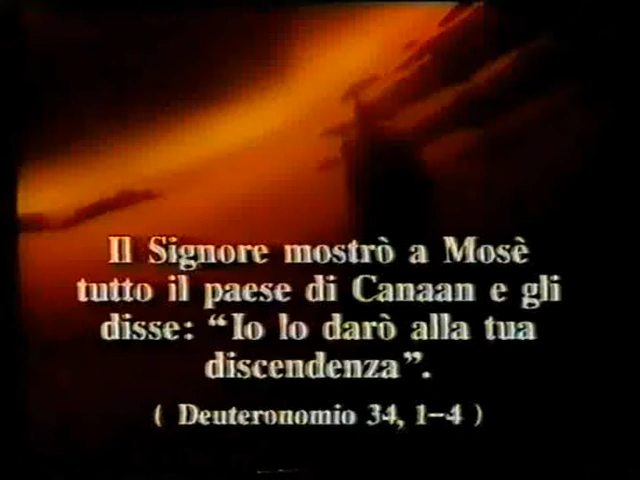 Il Signore mostrò a Mosè
tutto il paese di Canaan e gli
disse: “Io lo darò alla tua
discendenza”.
( Deuteronomio 34, 1–4 )